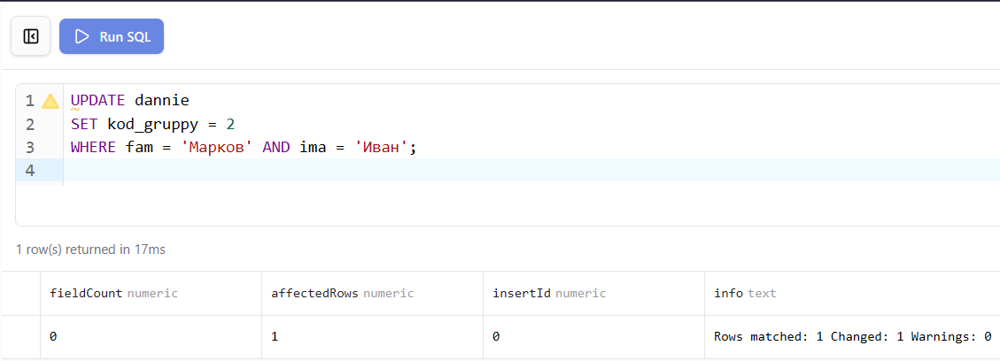 Run SQL
1 UPDATE dannie
2 SET kod_gruppy = 2
3 WHERE fam = 'Марков' AND ima = 'Иван';
4
1 row(s) returned in 17ms
fieldCount numeric affectedRows numeric insertId numeric info text
0 1 0 Rows matched: 1 Changed: 1 Warnings: 0